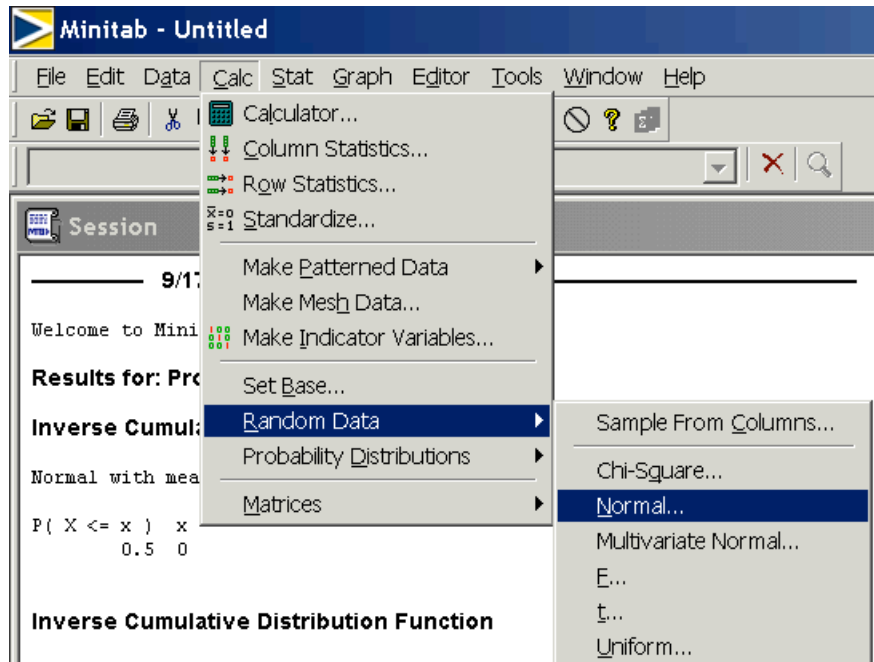 Minitab - Untitled
File Edit Data Calc Stat Graph Editor Tools Window Help
Calculator...
Column Statistics...
Row Statistics...
Standardize...
Make Patterned Data
Make Mesh Data...
Make Indicator Variables...
Set Base...
Random Data
Probability Distributions
Matrices
Sample From Columns...
Chi-Square...
Normal...
Multivariate Normal...
F...
t...
Uniform...
Session
9/17
Welcome to Mini
Results for: Pro
Inverse Cumula
Normal with mea
P( X <= x ) x
0.5 0
Inverse Cumulative Distribution Function